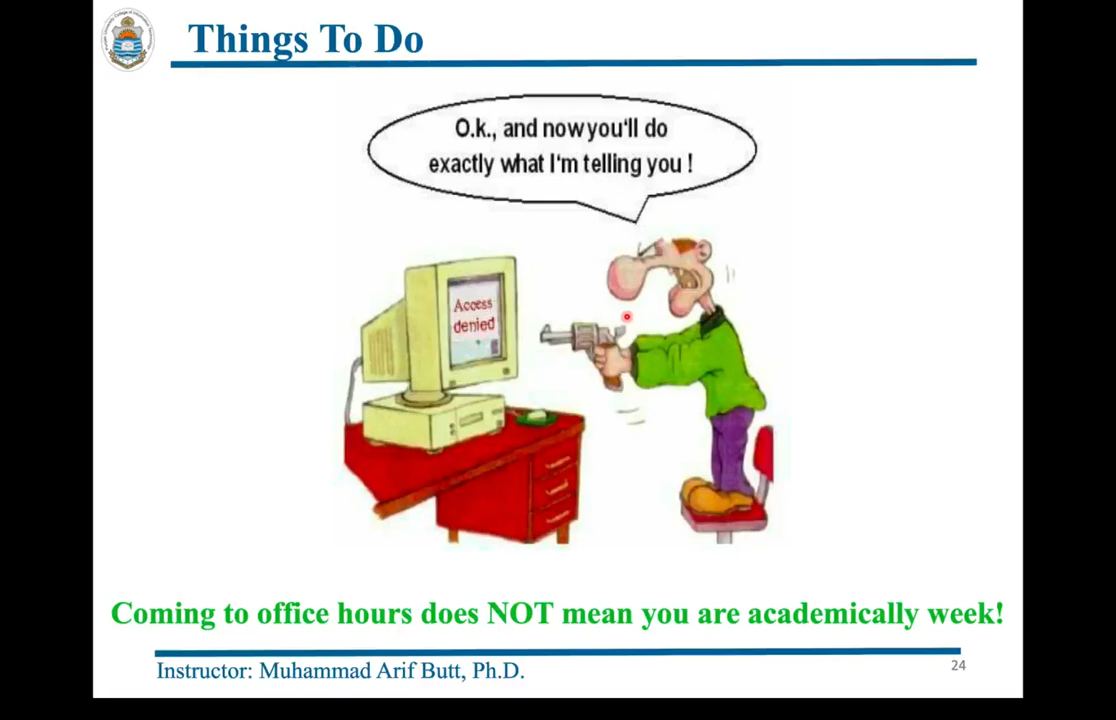 Things To Do
O.k., and now you'll do
exactly what I'm telling you !
Access
denied
Coming to office hours does NOT mean you are academically week!
Instructor: Muhammad Arif Butt, Ph.D.
24